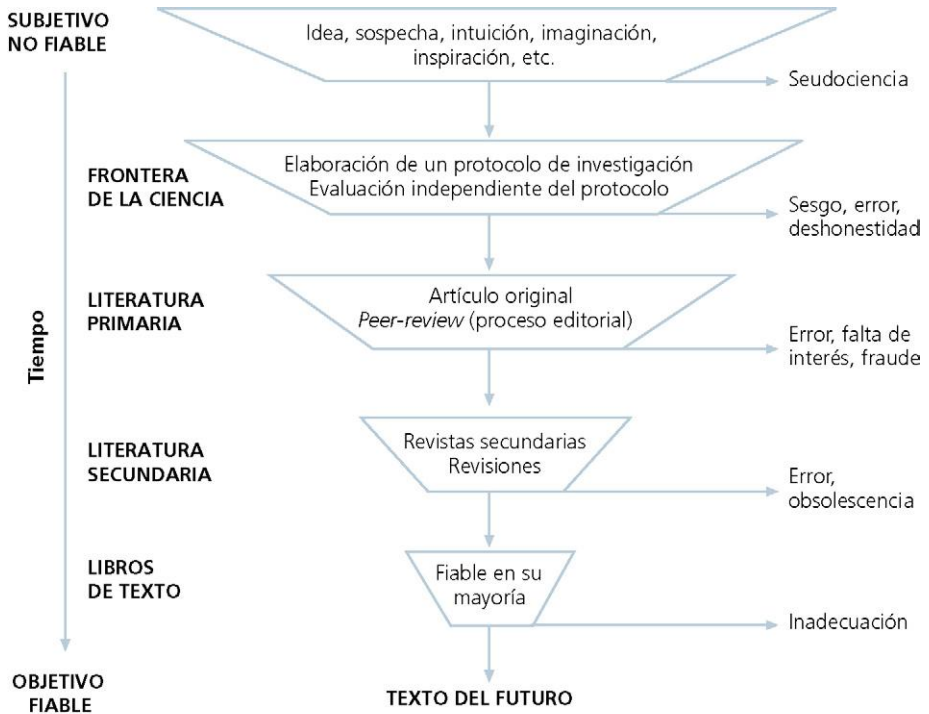 SUBJETIVO
NO FIABLE
Idea, sospecha, intuición, imaginación,
inspiración, etc.
Seudociencia
FRONTERA
DE LA CIENCIA
Elaboración de un protocolo de investigación
Evaluación independiente del protocolo
Sesgo, error,
deshonestidad
LITERATURA
PRIMARIA
Artículo original
Peer-review (proceso editorial)
Error, falta de
interés, fraude
Tiempo
LITERATURA
SECUNDARIA
Revistas secundarias
Revisiones
Error,
obsolescencia
LIBROS
DE TEXTO
Fiable en su
mayoría
Inadecuación
OBJETIVO
FIABLE
TEXTO DEL FUTURO